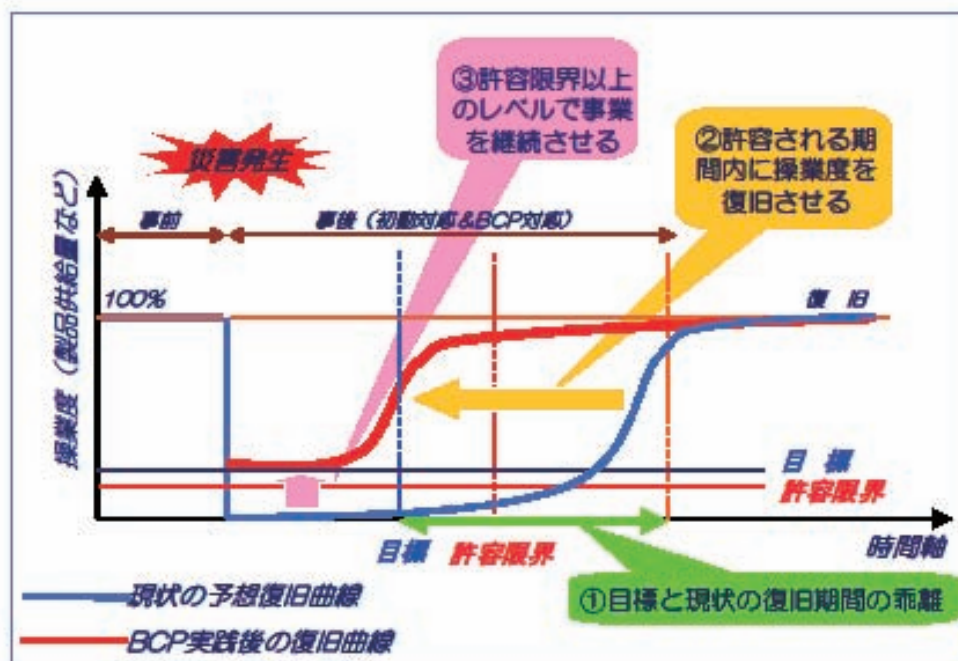 ③許容限界以上
のレベルで事業
を継続させる
②許容される期
間内に操業度を
復旧させる
災害発生
事前
事後（初動対応&BCP対応）
操業度（製品供給量など）
100%
復 旧
目 標
許容限界
目標 許容限界
時間軸
①目標と現状の復旧期間の乖離
現状の予想復旧曲線
BCP実践後の復旧曲線